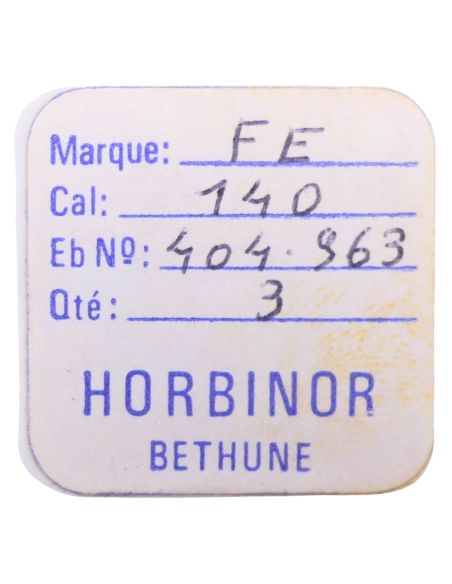 Marque: FE
Cal: 140
Eb Nº: 404.963
Qté: 3
HORBINOR
BETHUNE